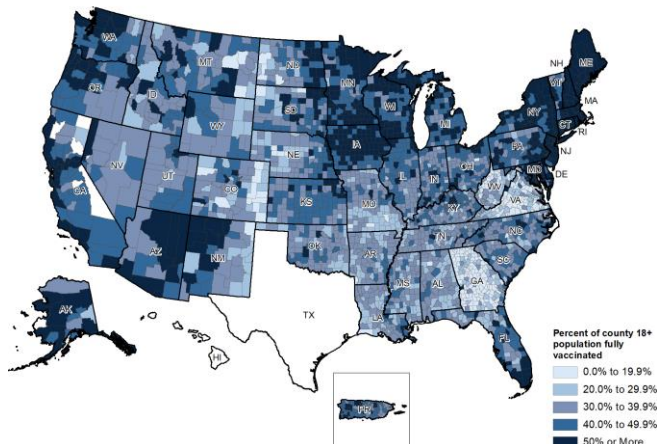 WA
MT
ND
MN
OR
ID
SD
WI
MI
WY
NE
IA
NV
UT
CO
KS
MO
IL
IN
OH
PA
NY
VT
NH
ME
MA
CT
RI
NJ
DE
MD
WV
VA
KY
CA
AZ
NM
OK
AR
TN
NC
SC
MS
AL
GA
LA
TX
FL
AK
HI
PR
Percent of county 18+
population fully
vaccinated
0.0% to 19.9%
20.0% to 29.9%
30.0% to 39.9%
40.0% to 49.9%
50% or More